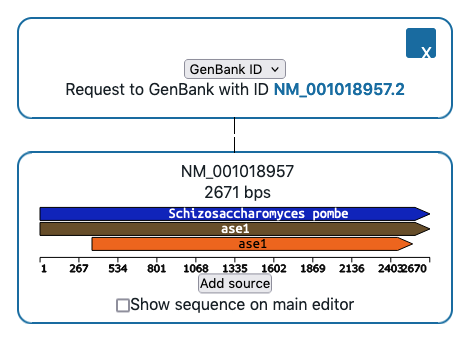 X
GenBank ID
Request to GenBank with ID NM_001018957.2
NM_001018957
2671 bps
Schizosaccharomyces pombe
ase1
ase1
1 267 534 801 1068 1335 1602 1869 2136 2403 2670
Add source
Show sequence on main editor